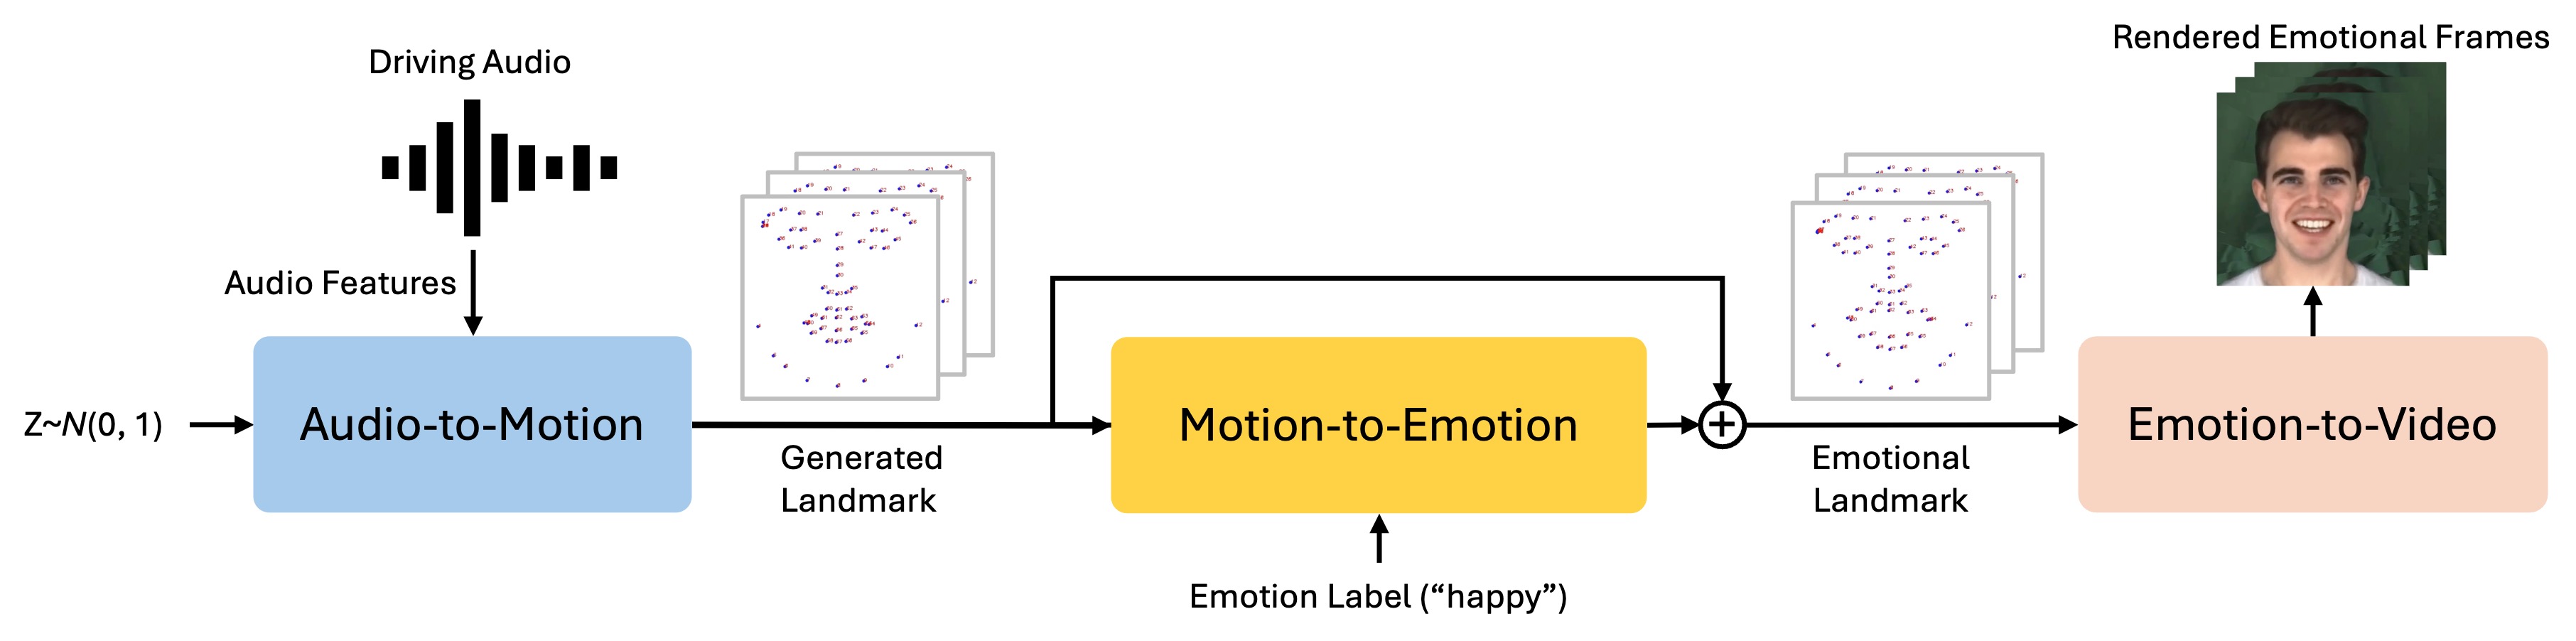 Rendered Emotional Frames
Driving Audio
Audio Features
Z~N(0, 1)
Audio-to-Motion
Generated
Landmark
Motion-to-Emotion
Emotion Label (“happy”)
Emotional
Landmark
Emotion-to-Video